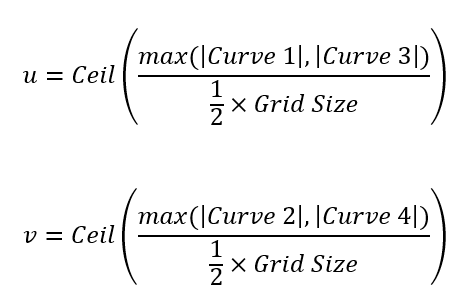 u = Ceil(max(|Curve 1|,|Curve 3|) / (1/2 × Grid Size))
v = Ceil(max(|Curve 2|,|Curve 4|) / (1/2 × Grid Size))